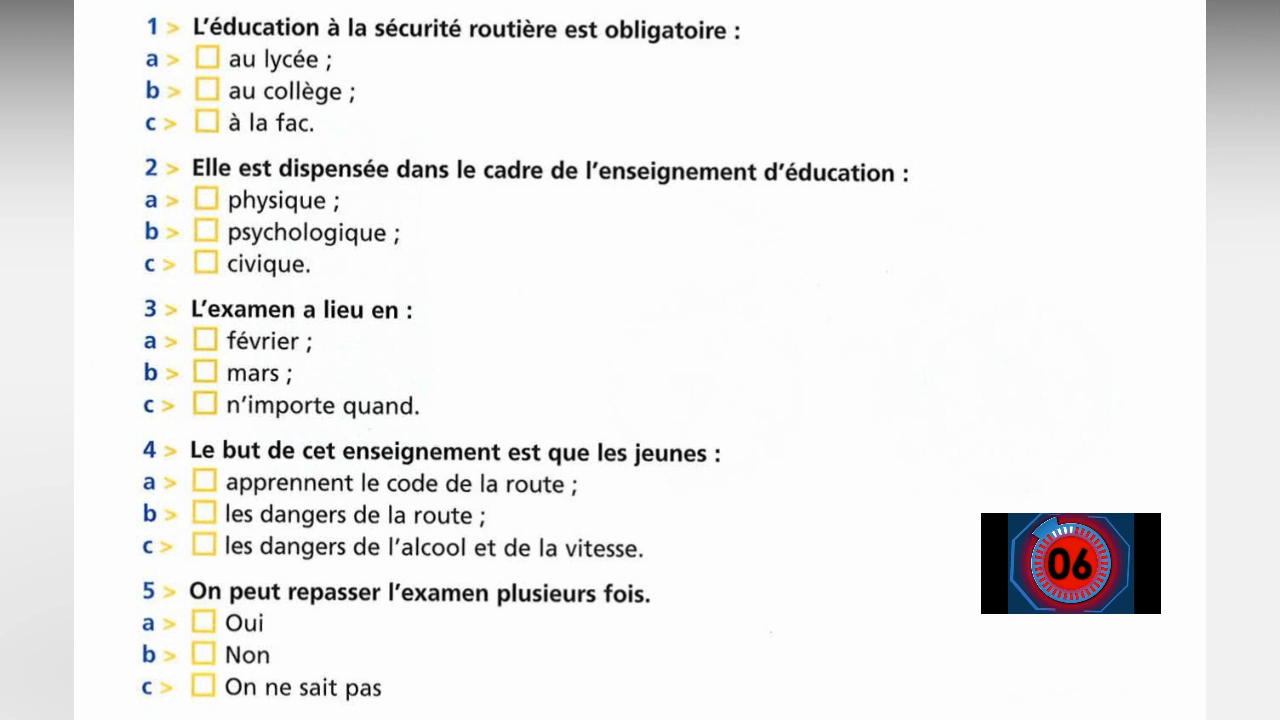 1 > L'éducation à la sécurité routière est obligatoire :
a > au lycée ;
b > au collège ;
c > à la fac.
2 > Elle est dispensée dans le cadre de l'enseignement d'éducation :
a > physique ;
b > psychologique ;
c > civique.
3 > L'examen a lieu en :
a > février ;
b > mars ;
c > n'importe quand.
4 > Le but de cet enseignement est que les jeunes :
a > apprennent le code de la route ;
b > les dangers de la route ;
c > les dangers de l'alcool et de la vitesse.
06
5 > On peut repasser l'examen plusieurs fois.
a > Oui
b > Non
c > On ne sait pas